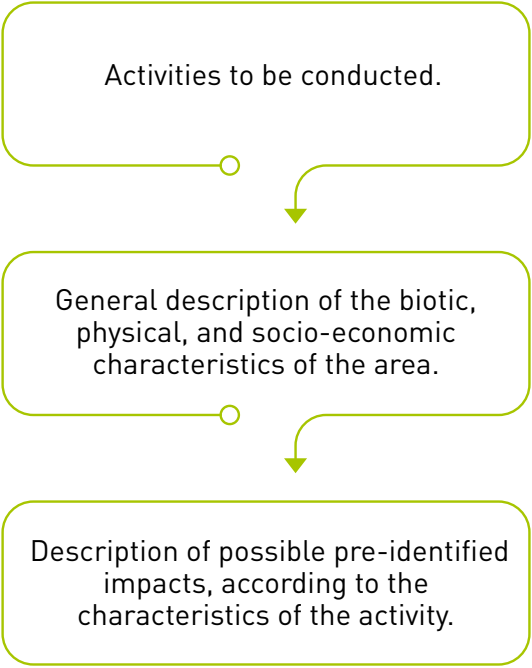 Activities to be conducted.
General description of the biotic,
physical, and socio-economic
characteristics of the area.
Description of possible pre-identified
impacts, according to the
characteristics of the activity.